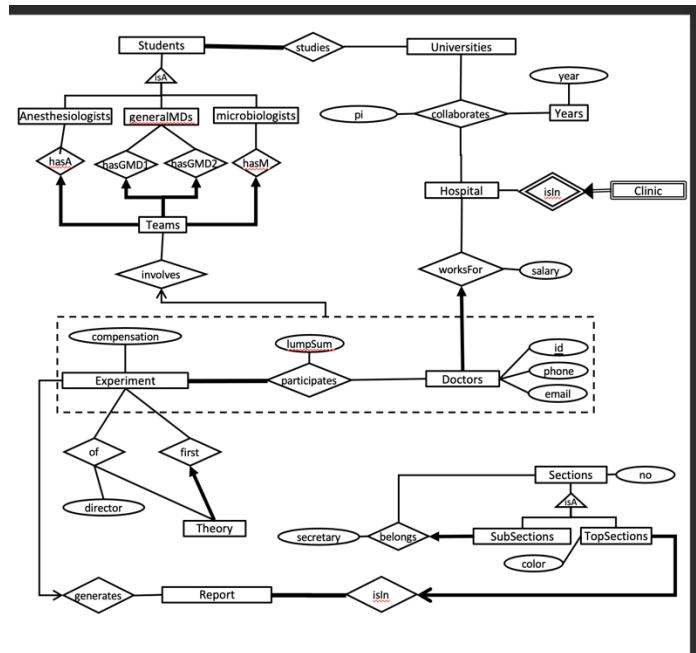 Students
studies
Universities
isA
year
Anesthesiologists
generalMDs
microbiologists
pi
collaborates
Years
hasA
hasGMD1
hasGMD2
hasM
Hospital
isIn
Clinic
Teams
involves
worksFor
salary
compensation
lumpSum
id
Experiment
participates
Doctors
phone
email
of
first
director
Theory
Sections
no
isA
secretary
belongs
SubSections
TopSections
color
generates
Report
isIn